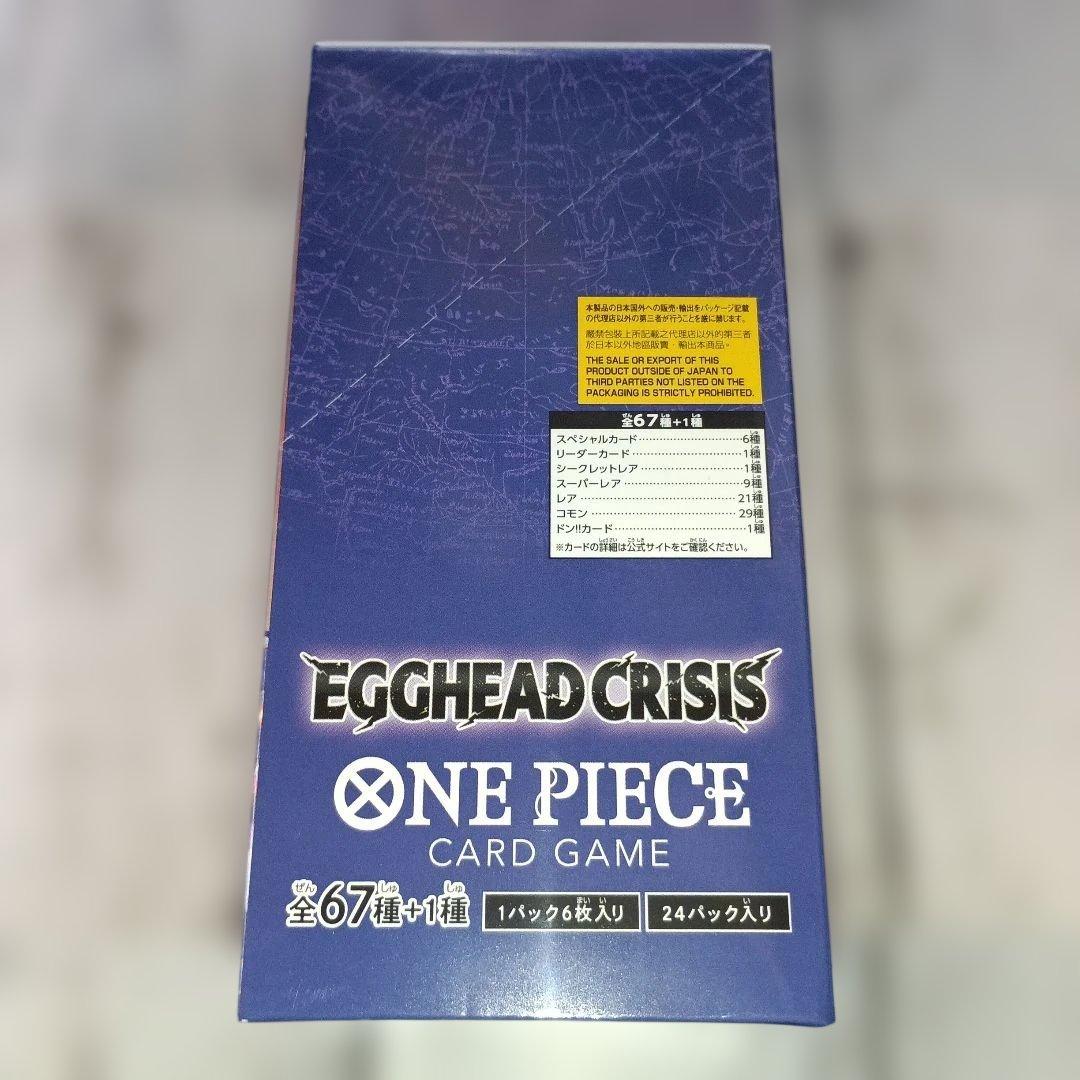 本製品の日本国外への販売・輸出をパッケージ記載
の代理店以外の第三者が行うことを厳に禁じます。
嚴禁包裝上所記載之代理店以外的第三者
於日本以外地區販賣・輸出本商品。
THE SALE OR EXPORT OF THIS
PRODUCT OUTSIDE OF JAPAN TO
THIRD PARTIES NOT LISTED ON THE
PACKAGING IS STRICTLY PROHIBITED.
全67種+1種
スペシャルカード……………………6種
リーダーカード……………………1種
シークレットレア……………………1種
スーパーレア……………………9種
レア……………………21種
コモン……………………29種
ドン!!カード……………………1種
※カードの詳細は公式サイトをご確認ください。
EGGHEAD CRISIS
ONE PIECE
CARD GAME
全67種+1種 1パック6枚入り 24パック入り